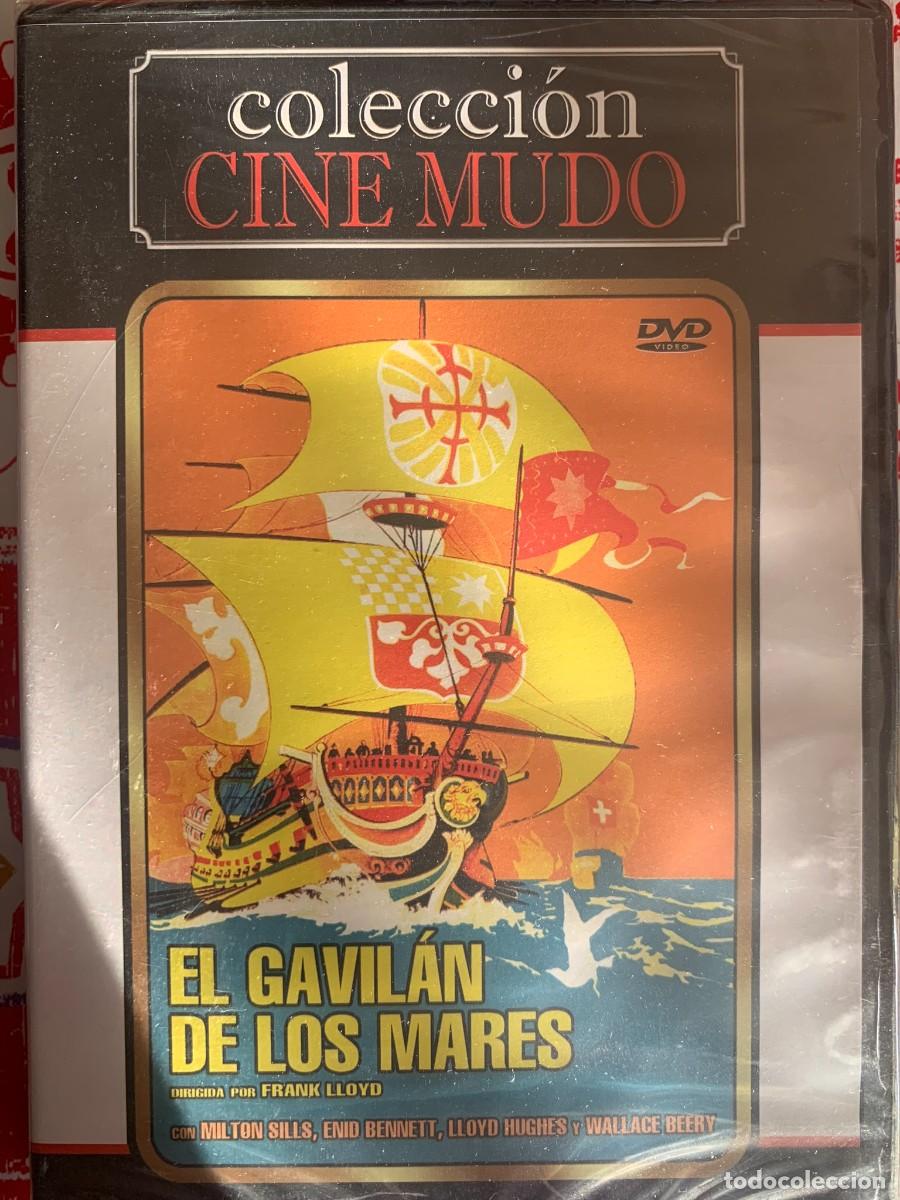 colección
CINE MUDO
DVD
VIDEO
EL GAVILÁN
DE LOS MARES
DIRIGIDA POR FRANK LLOYD
CON MILTON SILLS, ENID BENNETT, LLOYD HUGHES Y WALLACE BEERY
todocoleccion